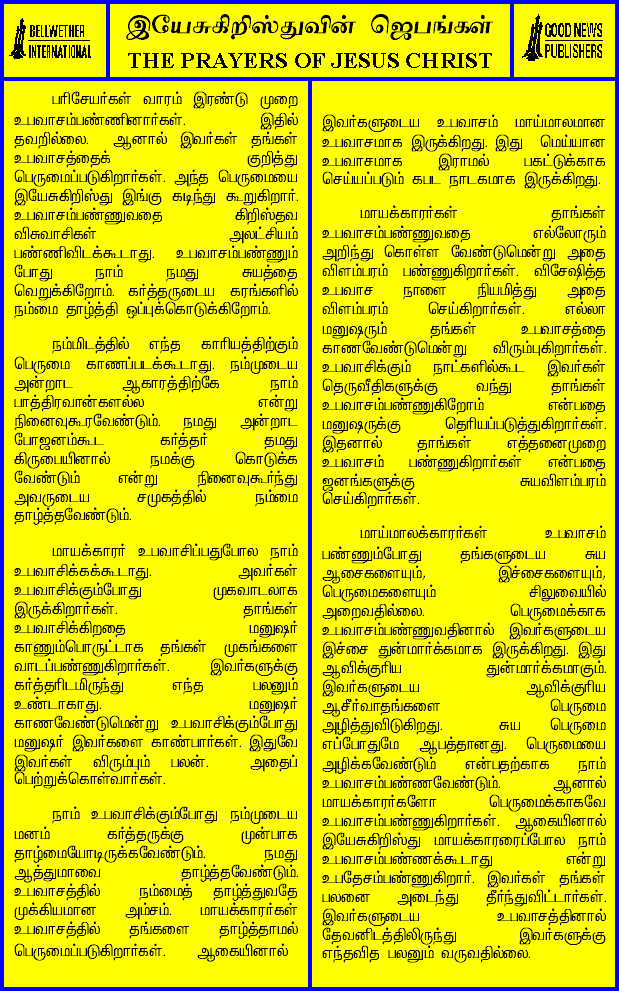 BELLWETHER
INTERNATIONAL
இயேசுகிறிஸ்துவின் ஜெபங்கள்
THE PRAYERS OF JESUS CHRIST
GOOD NEWS
PUBLISHERS
பரிசேயர்கள் வாரம் இரண்டு முறை
உபவாசம்பண்ணினார்கள். இதில்
தவறில்லை. ஆனால் இவர்கள் தங்கள்
உபவாசத்தைக் குறித்து
பெருமைப்படுகிறார்கள். அந்த பெருமையை
இயேசுகிறிஸ்து இங்கு கடிந்து கூறுகிறார்.
உபவாசம்பண்ணுவதை கிறிஸ்தவ
விசுவாசிகள் அலட்சியம்
பண்ணிவிடக்கூடாது. உபவாசம்பண்ணும்
போது நாம் நமது சுயத்தை
வெறுக்கிறோம். கர்த்தருடைய கரங்களில்
நம்மை தாழ்த்தி ஒப்புக்கொடுக்கிறோம்.
நம்மிடத்தில் எந்த காரியத்திற்கும்
பெருமை காணப்படக்கூடாது. நம்முடைய
அன்றாட ஆகாரத்திற்கே நாம்
பாத்திரவான்களல்ல என்று
நினைவுகூரவேண்டும். நமது அன்றாட
போஜனம்கூட கர்த்தர் தமது
கிருபையினால் நமக்கு கொடுக்க
வேண்டும் என்று நினைவுகூர்ந்து
அவருடைய சமுகத்தில் நம்மை
தாழ்த்தவேண்டும்.
மாயக்காரர் உபவாசிப்பதுபோல நாம்
உபவாசிக்கக்கூடாது. அவர்கள்
உபவாசிக்கும்போது முகவாடலாக
இருக்கிறார்கள். தாங்கள்
உபவாசிக்கிறதை மனுஷர்
காணும்பொருட்டாக தங்கள் முகங்களை
வாடப்பண்ணுகிறார்கள். இவர்களுக்கு
கர்த்தரிடமிருந்து எந்த பலனும்
உண்டாகாது. மனுஷர்
காணவேண்டுமென்று உபவாசிக்கும்போது
மனுஷர் இவர்களை காண்பார்கள். இதுவே
இவர்கள் விரும்பும் பலன். அதைப்
பெற்றுக்கொள்வார்கள்.
நாம் உபவாசிக்கும்போது நம்முடைய
மனம் கர்த்தருக்கு முன்பாக
தாழ்மையோடிருக்கவேண்டும். நமது
ஆத்துமாவை தாழ்த்தவேண்டும்.
உபவாசத்தில் நம்மைத் தாழ்த்துவதே
முக்கியமான அம்சம். மாயக்காரர்கள்
உபவாசத்தில் தங்களை தாழ்த்தாமல்
பெருமைப்படுகிறார்கள். ஆகையினால்
இவர்களுடைய உபவாசம் மாய்மாலமான
உபவாசமாக இருக்கிறது. இது மெய்யான
உபவாசமாக இராமல் பகட்டுக்காக
செய்யப்படும் கபட நாடகமாக இருக்கிறது.
மாயக்காரர்கள் தாங்கள்
உபவாசம்பண்ணுவதை எல்லோரும்
அறிந்து கொள்ள வேண்டுமென்று அதை
விளம்பரம் பண்ணுகிறார்கள். விசேஷித்த
உபவாச நாளை நியமித்து அதை
விளம்பரம் செய்கிறார்கள். எல்லா
மனுஷரும் தங்கள் உபவாசத்தை
காணவேண்டுமென்று விரும்புகிறார்கள்.
உபவாசிக்கும் நாட்களில்கூட இவர்கள்
தெருவீதிகளுக்கு வந்து தாங்கள்
உபவாசம்பண்ணுகிறோம் என்பதை
மனுஷருக்கு தெரியப்படுத்துகிறார்கள்.
இதனால் தாங்கள் எத்தனைமுறை
உபவாசம் பண்ணுகிறார்கள் என்பதை
ஜனங்களுக்கு சுயவிளம்பரம்
செய்கிறார்கள்.
மாய்மாலக்காரர்கள் உபவாசம்
பண்ணும்போது தங்களுடைய சுய
ஆசைகளையும், இச்சைகளையும்,
பெருமைகளையும் சிலுவையில்
அறைவதில்லை. பெருமைக்காக
உபவாசம்பண்ணுவதினால் இவர்களுடைய
இச்சை துன்மார்க்கமாக இருக்கிறது. இது
ஆவிக்குரிய துன்மார்க்கமாகும்.
இவர்களுடைய ஆவிக்குரிய
ஆசீர்வாதங்களை பெருமை
அழித்துவிடுகிறது. சுய பெருமை
எப்போதுமே ஆபத்தானது. பெருமையை
அழிக்கவேண்டும் என்பதற்காக நாம்
உபவாசம்பண்ணவேண்டும். ஆனால்
மாயக்காரர்களோ பெருமைக்காகவே
உபவாசம்பண்ணுகிறார்கள். ஆகையினால்
இயேசுகிறிஸ்து மாயக்காரரைப்போல நாம்
உபவாசம்பண்ணக்கூடாது என்று
உபதேசம்பண்ணுகிறார். இவர்கள் தங்கள்
பலனை அடைந்து தீர்ந்துவிட்டார்கள்.
இவர்களுடைய உபவாசத்தினால்
தேவனிடத்திலிருந்து இவர்களுக்கு
எந்தவித பலனும் வருவதில்லை.